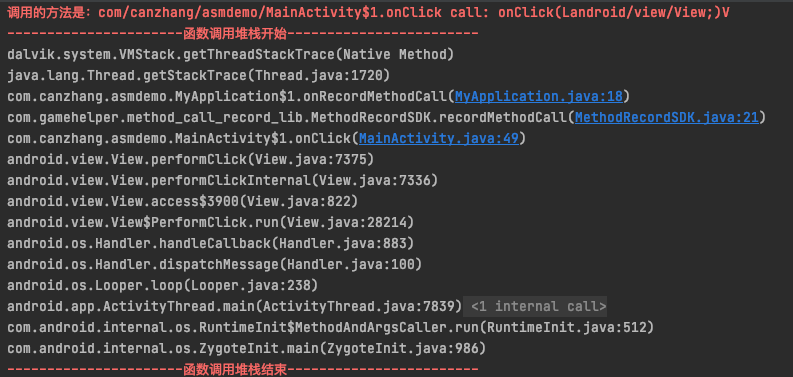 调用的方法是: com/canzhang/asmdemo/MainActivity$1.onClick call: onClick(Landroid/view/View;)V
----------------------函数调用堆栈开始------------------------
dalvik.system.VMStack.getThreadStackTrace(Native Method)
java.lang.Thread.getStackTrace(Thread.java:1720)
com.canzhang.asmdemo.MyApplication$1.onRecordMethodCall(MyApplication.java:18)
com.gamehelper.method_call_record_lib.MethodRecordSDK.recordMethodCall(MethodRecordSDK.java:21)
com.canzhang.asmdemo.MainActivity$1.onClick(MainActivity.java:49)
android.view.View.performClick(View.java:7375)
android.view.View.performClickInternal(View.java:7336)
android.view.View.access$3900(View.java:822)
android.view.View$PerformClick.run(View.java:28214)
android.os.Handler.handleCallback(Handler.java:883)
android.os.Handler.dispatchMessage(Handler.java:100)
android.os.Looper.loop(Looper.java:238)
android.app.ActivityThread.main(ActivityThread.java:7839) <1 internal call>
com.android.internal.os.RuntimeInit$MethodAndArgsCaller.run(RuntimeInit.java:512)
com.android.internal.os.ZygoteInit.main(ZygoteInit.java:986)
----------------------函数调用堆栈结束------------------------